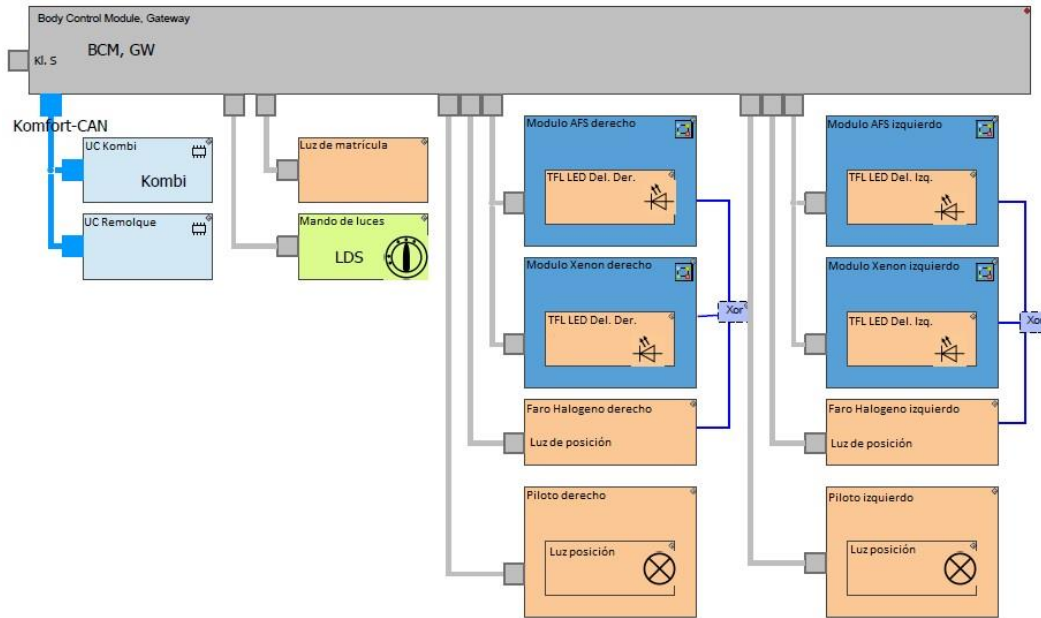 Body Control Module, Gateway
BCM, GW
Kl. S
Komfort-CAN
UC Kombi
Kombi
UC Remolque
Luz de matrícula
Mando de luces
LDS
Modulo AFS derecho
TFL LED Del. Der.
Modulo Xenon derecho
TFL LED Del. Der.
Xor
Faro Halogeno derecho
Luz de posición
Piloto derecho
Luz posición
Modulo AFS izquierdo
TFL LED Del. Izq.
Modulo Xenon izquierdo
TFL LED Del. Izq.
Xor
Faro Halogeno izquierdo
Luz de posición
Piloto izquierdo
Luz posición